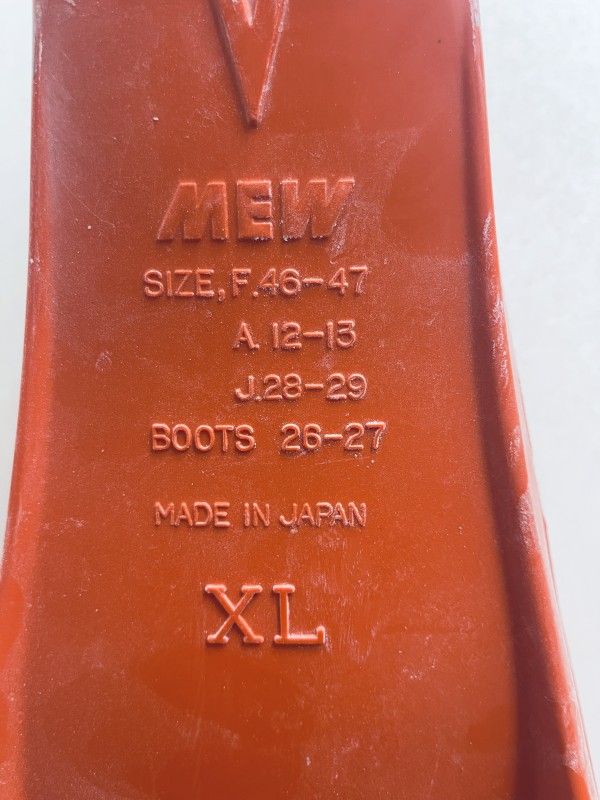 MEW
SIZE, F.46-47
A. 12-13
J.28-29
BOOTS 26-27
MADE IN JAPAN
XL